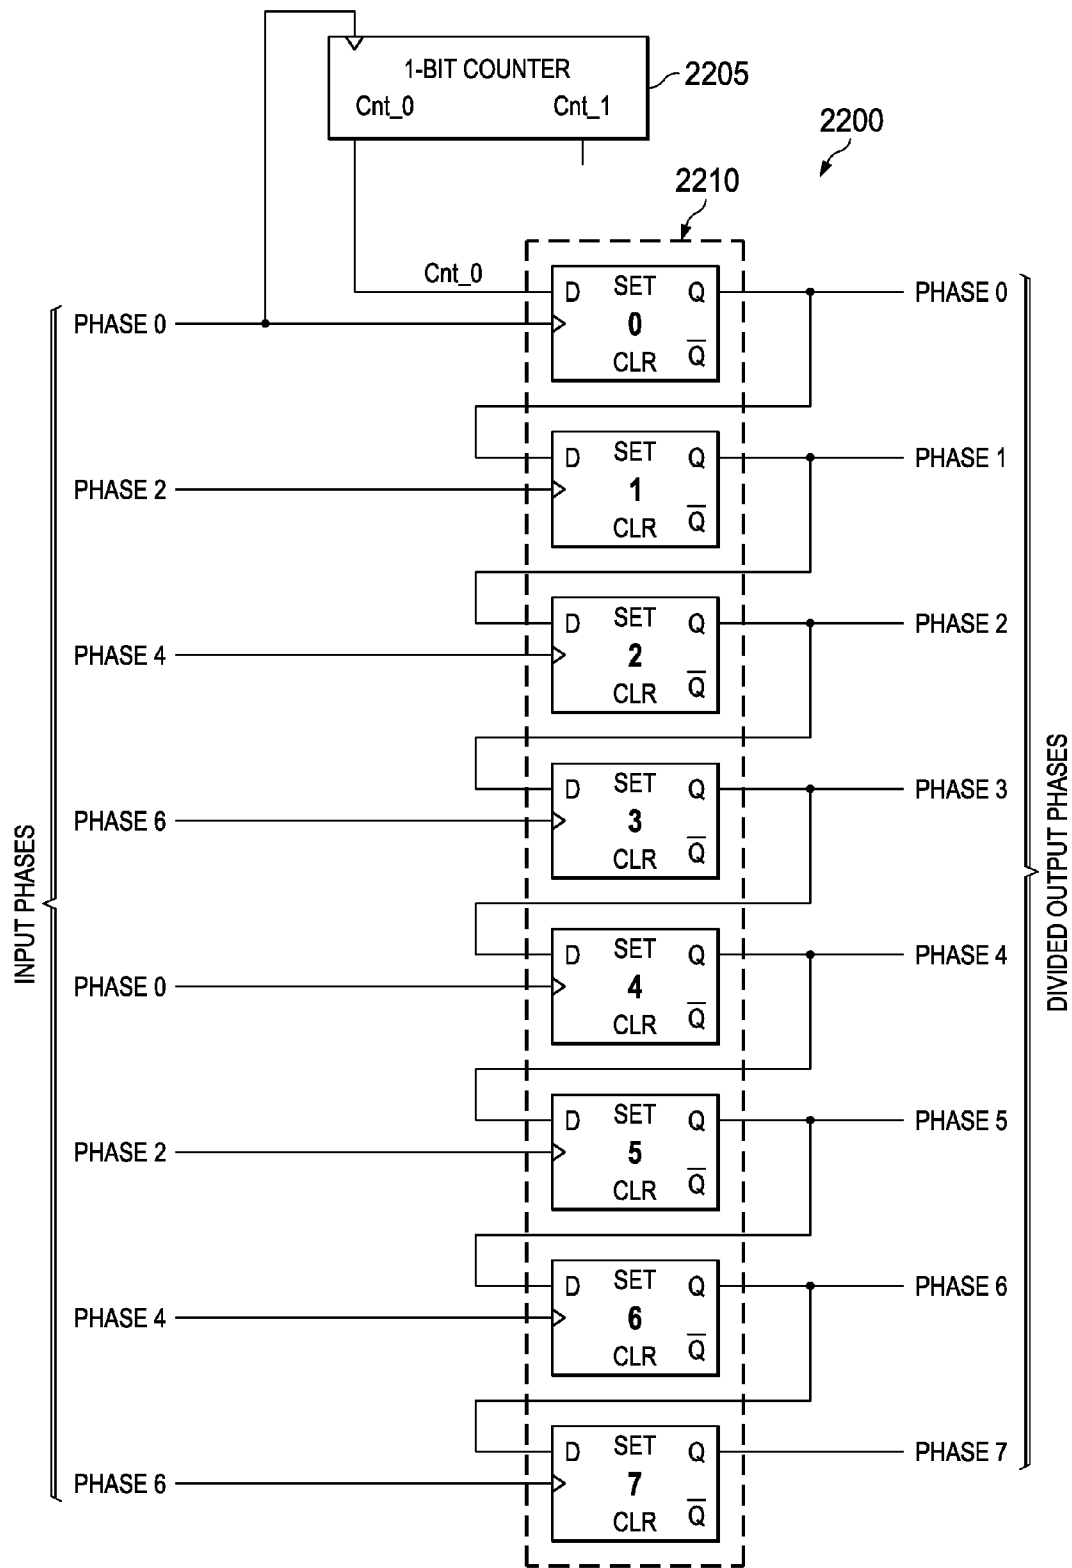 1-BIT COUNTER
Cnt_0 Cnt_1
2205
2200
2210
Cnt_0
INPUT PHASES
DIVIDED OUTPUT PHASES
D SET Q
PHASE 0
PHASE 0
0
CLR Q̅
D SET Q
PHASE 1
PHASE 2
1
CLR Q̅
D SET Q
PHASE 2
PHASE 4
2
CLR Q̅
D SET Q
PHASE 3
PHASE 6
3
CLR Q̅
D SET Q
PHASE 4
PHASE 0
4
CLR Q̅
D SET Q
PHASE 5
PHASE 2
5
CLR Q̅
D SET Q
PHASE 6
PHASE 4
6
CLR Q̅
D SET Q
PHASE 7
PHASE 6
7
CLR Q̅